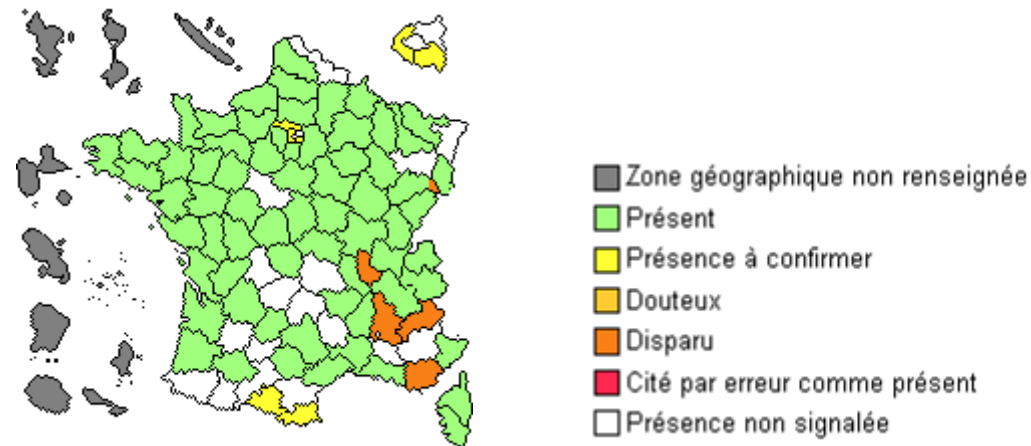 Zone géographique non renseignée
Présent
Présence à confirmer
Douteux
Disparu
Cité par erreur comme présent
Présence non signalée